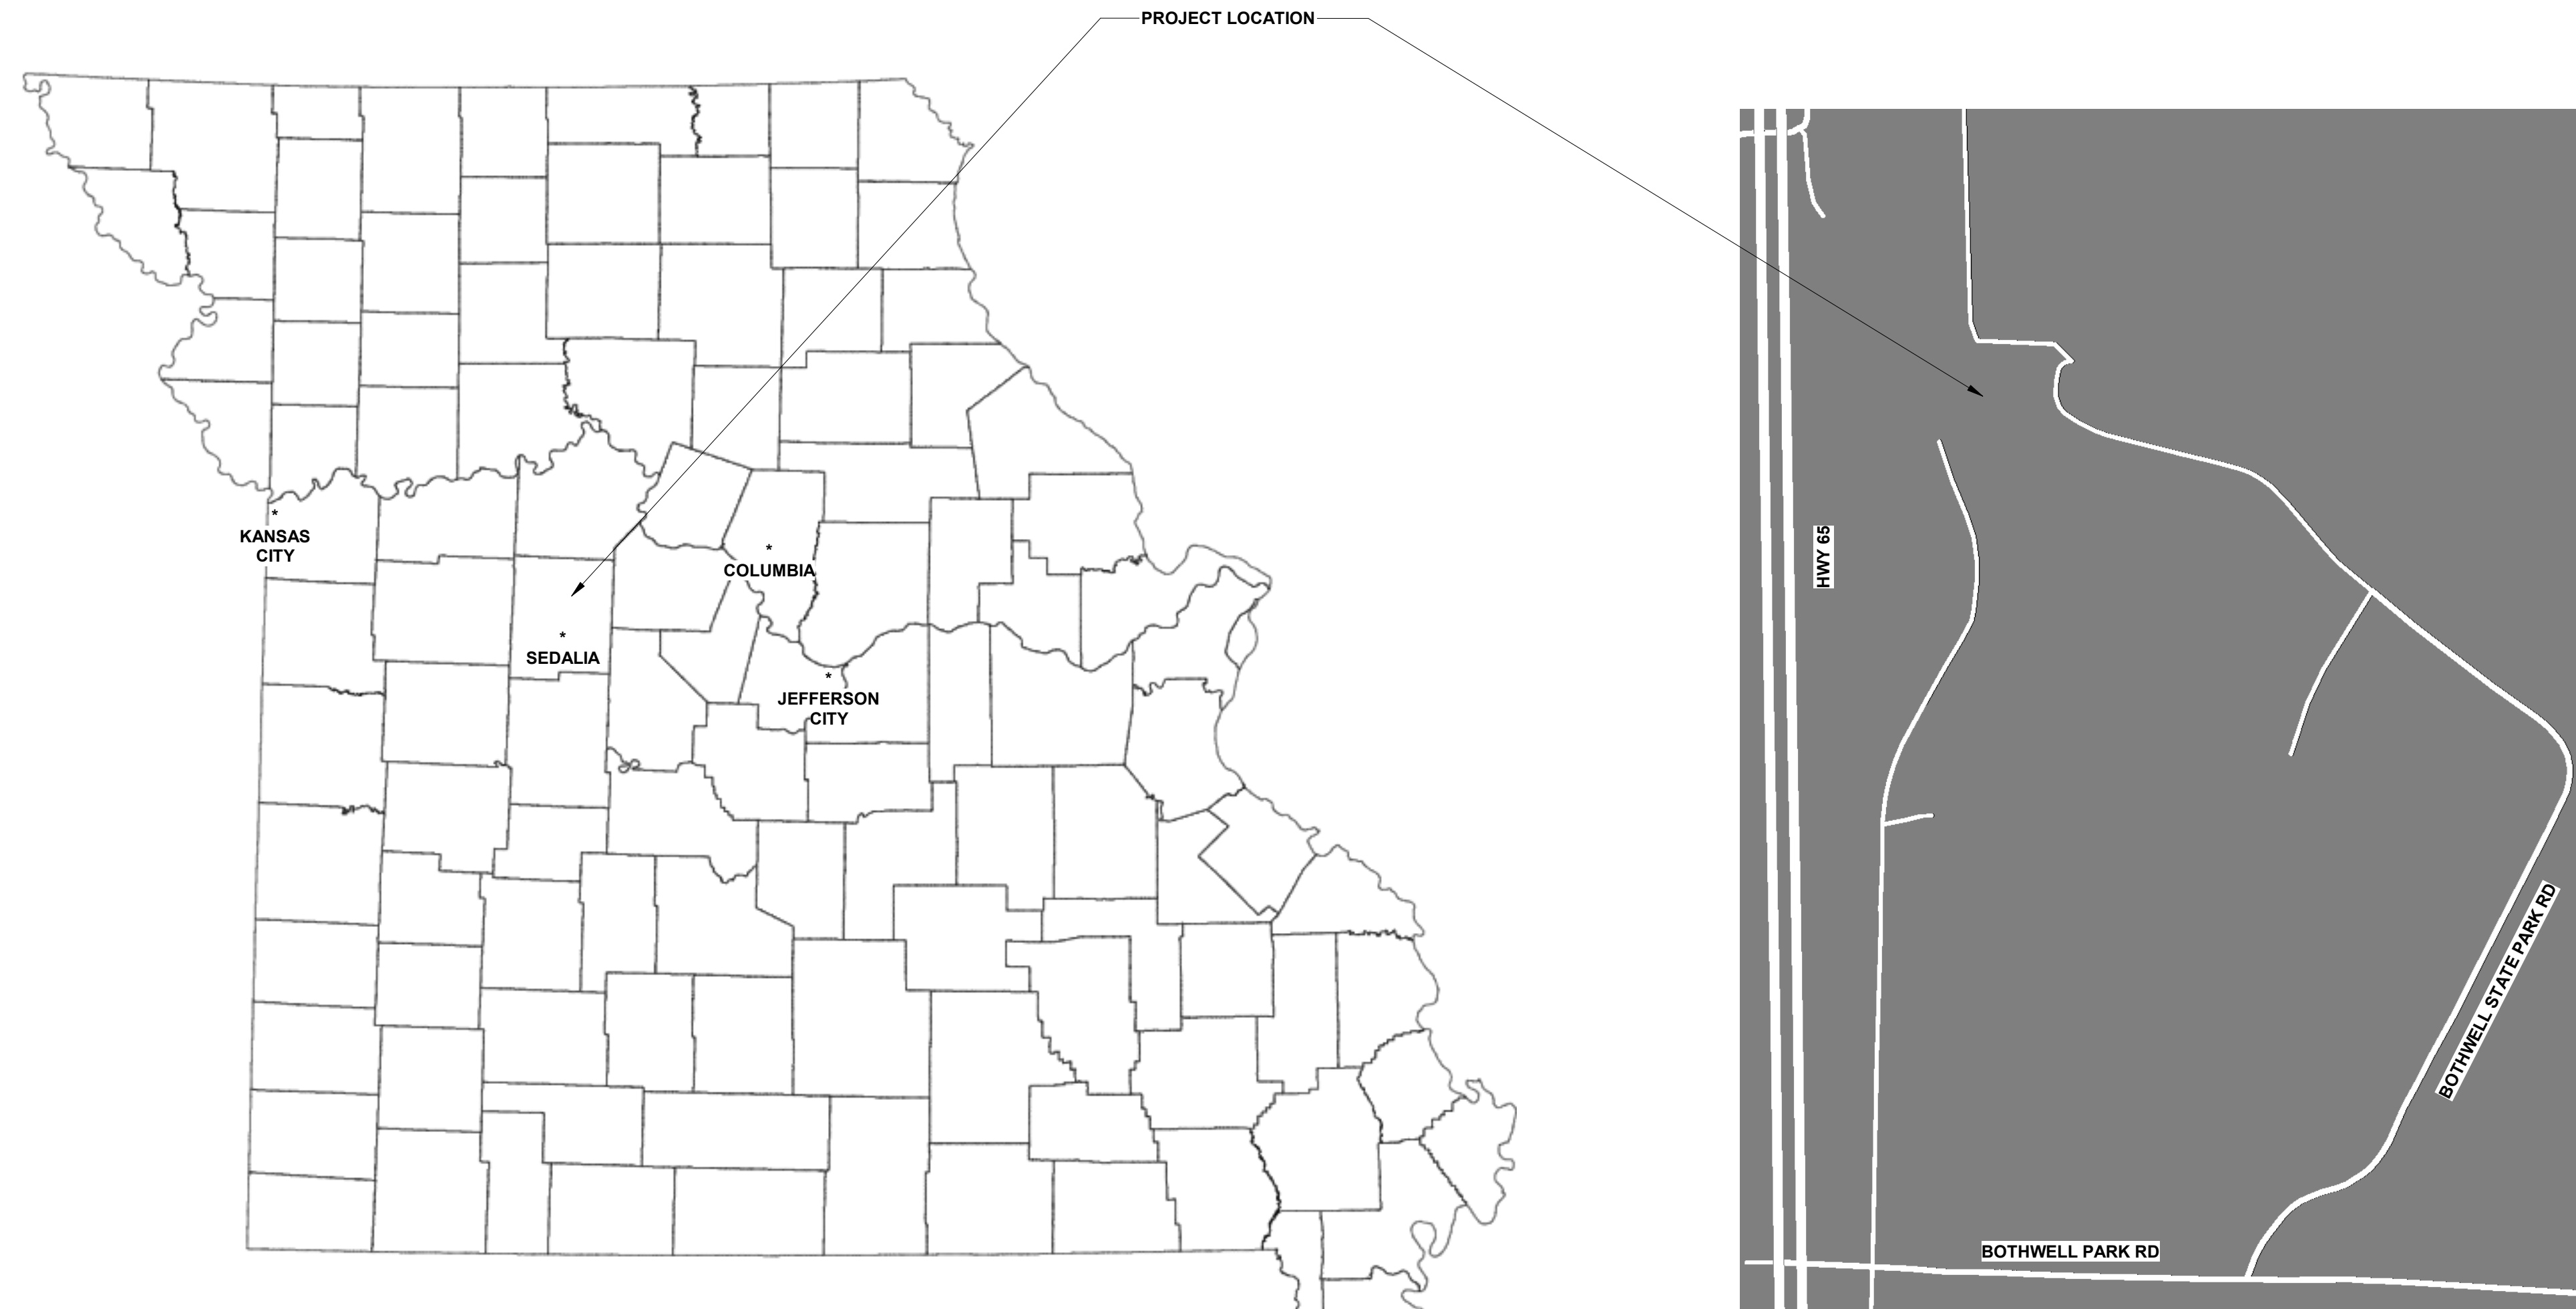 PROJECT LOCATION
*
KANSAS
CITY
*
COLUMBIA
*
SEDALIA
*
JEFFERSON
CITY
HWY 65
BOTHWELL STATE PARK RD
BOTHWELL PARK RD